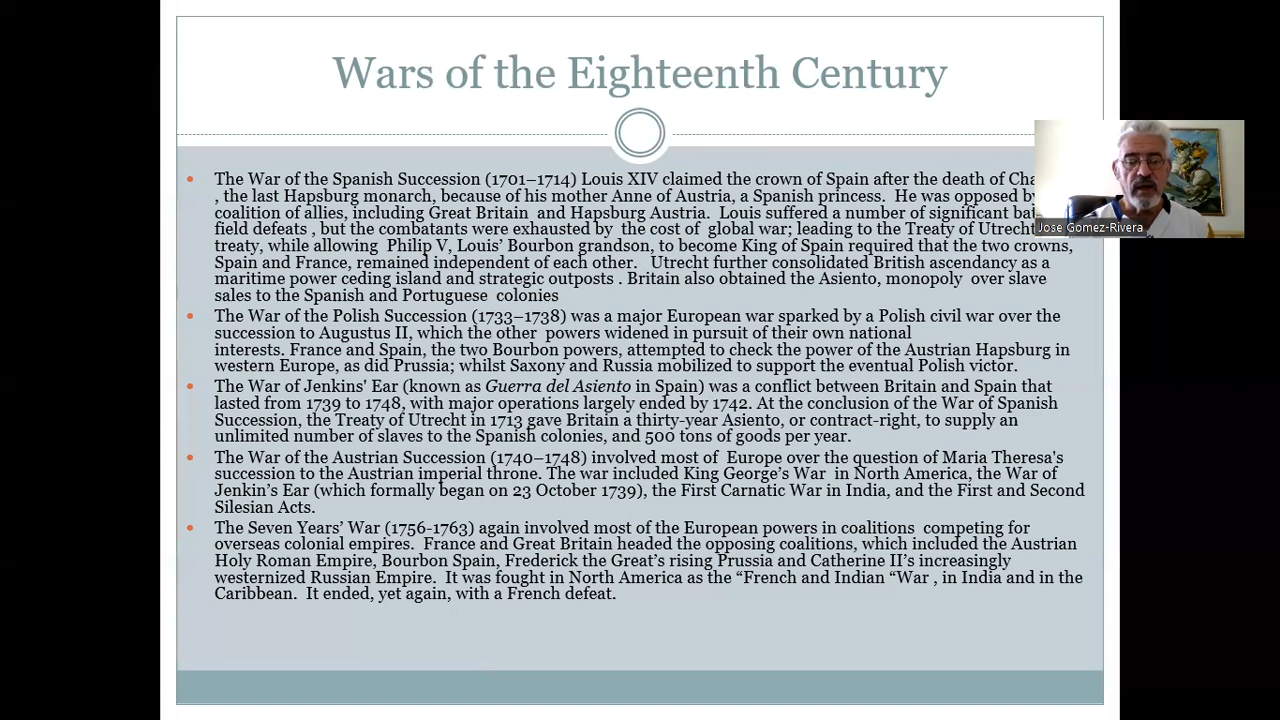 Wars of the Eighteenth Century
• The War of the Spanish Succession (1701–1714) Louis XIV claimed the crown of Spain after the death of
, the last Hapsburg monarch, because of his mother Anne of Austria, a Spanish princess. He was opposed by
coalition of allies, including Great Britain and Hapsburg Austria. Louis suffered a number of significant
field defeats , but the combatants were exhausted by the cost of global war; leading to the Treaty of Utrecht
treaty, while allowing Philip V, Louis' Bourbon grandson, to become King of Spain required that the two crowns,
Spain and France, remained independent of each other. Utrecht further consolidated British ascendancy as a
maritime power ceding island and strategic outposts . Britain also obtained the Asiento, monopoly over slave
sales to the Spanish and Portuguese colonies
• The War of the Polish Succession (1733–1738) was a major European war sparked by a Polish civil war over the
succession to Augustus II, which the other powers widened in pursuit of their own national
interests. France and Spain, the two Bourbon powers, attempted to check the power of the Austrian Hapsburg in
western Europe, as did Prussia; whilst Saxony and Russia mobilized to support the eventual Polish victor.
• The War of Jenkins' Ear (known as Guerra del Asiento in Spain) was a conflict between Britain and Spain that
lasted from 1739 to 1748, with major operations largely ended by 1742. At the conclusion of the War of Spanish
Succession, the Treaty of Utrecht in 1713 gave Britain a thirty-year Asiento, or contract-right, to supply an
unlimited number of slaves to the Spanish colonies, and 500 tons of goods per year.
• The War of the Austrian Succession (1740–1748) involved most of Europe over the question of Maria Theresa's
succession to the Austrian imperial throne. The war included King George's War in North America, the War of
Jenkin's Ear (which formally began on 23 October 1739), the First Carnatic War in India, and the First and Second
Silesian Acts.
• The Seven Years' War (1756-1763) again involved most of the European powers in coalitions competing for
overseas colonial empires. France and Great Britain headed the opposing coalitions, which included the Austrian
Holy Roman Empire, Bourbon Spain, Frederick the Great's rising Prussia and Catherine II's increasingly
westernized Russian Empire. It was fought in North America as the “French and Indian “War , in India and in the
Caribbean. It ended, yet again, with a French defeat.
Jose Gomez-Rivera